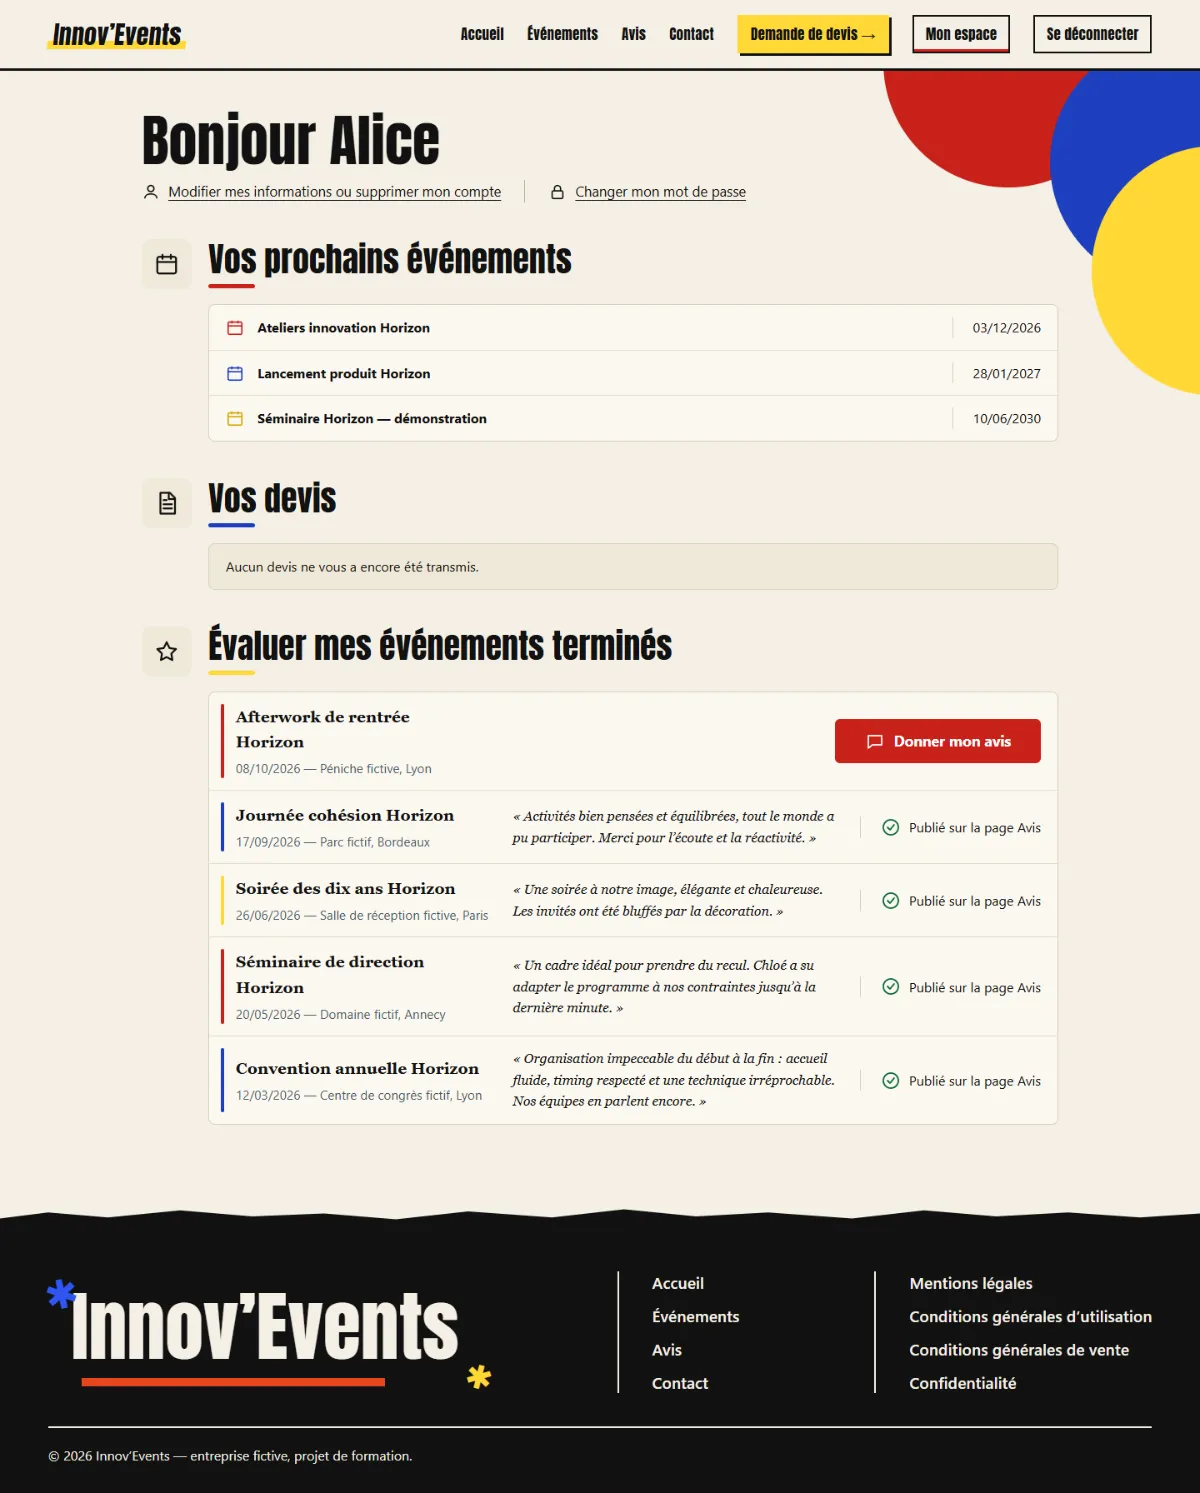 Innov’Events
Accueil
Événements
Avis
Contact
Demande de devis →
Mon espace
Se déconnecter
Bonjour Alice
Modifier mes informations ou supprimer mon compte
Changer mon mot de passe
Vos prochains événements
Ateliers innovation Horizon
03/12/2026
Lancement produit Horizon
28/01/2027
Séminaire Horizon — démonstration
10/06/2030
Vos devis
Aucun devis ne vous a encore été transmis.
Évaluer mes événements terminés
Afterwork de rentrée
Horizon
08/10/2026 — Péniche fictive, Lyon
Donner mon avis
Journée cohésion Horizon
17/09/2026 — Parc fictif, Bordeaux
« Activités bien pensées et équilibrées, tout le monde a
pu participer. Merci pour l’écoute et la réactivité. »
Publié sur la page Avis
Soirée des dix ans Horizon
26/06/2026 — Salle de réception fictive, Paris
« Une soirée à notre image, élégante et chaleureuse.
Les invités ont été bluffés par la décoration. »
Publié sur la page Avis
Séminaire de direction
Horizon
20/05/2026 — Domaine fictif, Annecy
« Un cadre idéal pour prendre du recul. Chloé a su
adapter le programme à nos contraintes jusqu’à la
dernière minute. »
Publié sur la page Avis
Convention annuelle Horizon
12/03/2026 — Centre de congrès fictif, Lyon
« Organisation impeccable du début à la fin : accueil
fluide, timing respecté et une technique irréprochable.
Nos équipes en parlent encore. »
Publié sur la page Avis
Innov’Events
Accueil
Événements
Avis
Contact
Mentions légales
Conditions générales d’utilisation
Conditions générales de vente
Confidentialité
© 2026 Innov’Events — entreprise fictive, projet de formation.